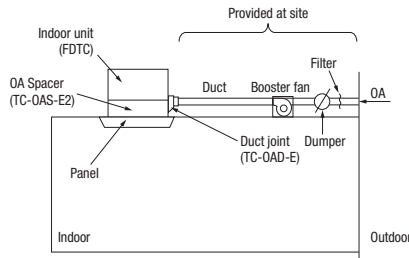 Provided at site
Indoor unit
(FDTC)
OA Spacer
(TC-OAS-E2)
Duct
Booster fan
Filter
OA
Panel
Duct joint
(TC-OAD-E)
Dumper
Indoor
Outdoor